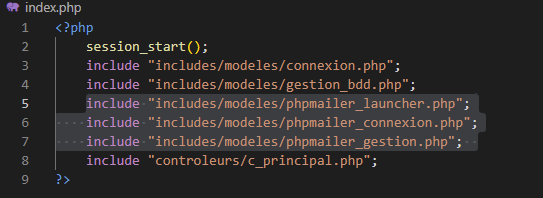 index.php
1 <?php
2 session_start();
3 include "includes/modeles/connexion.php";
4 include "includes/modeles/gestion_bdd.php";
5 include "includes/modeles/phpmailer_launcher.php";
6 include "includes/modeles/phpmailer_connexion.php";
7 include "includes/modeles/phpmailer_gestion.php";
8 include "controleurs/c_principal.php";
9 ?>